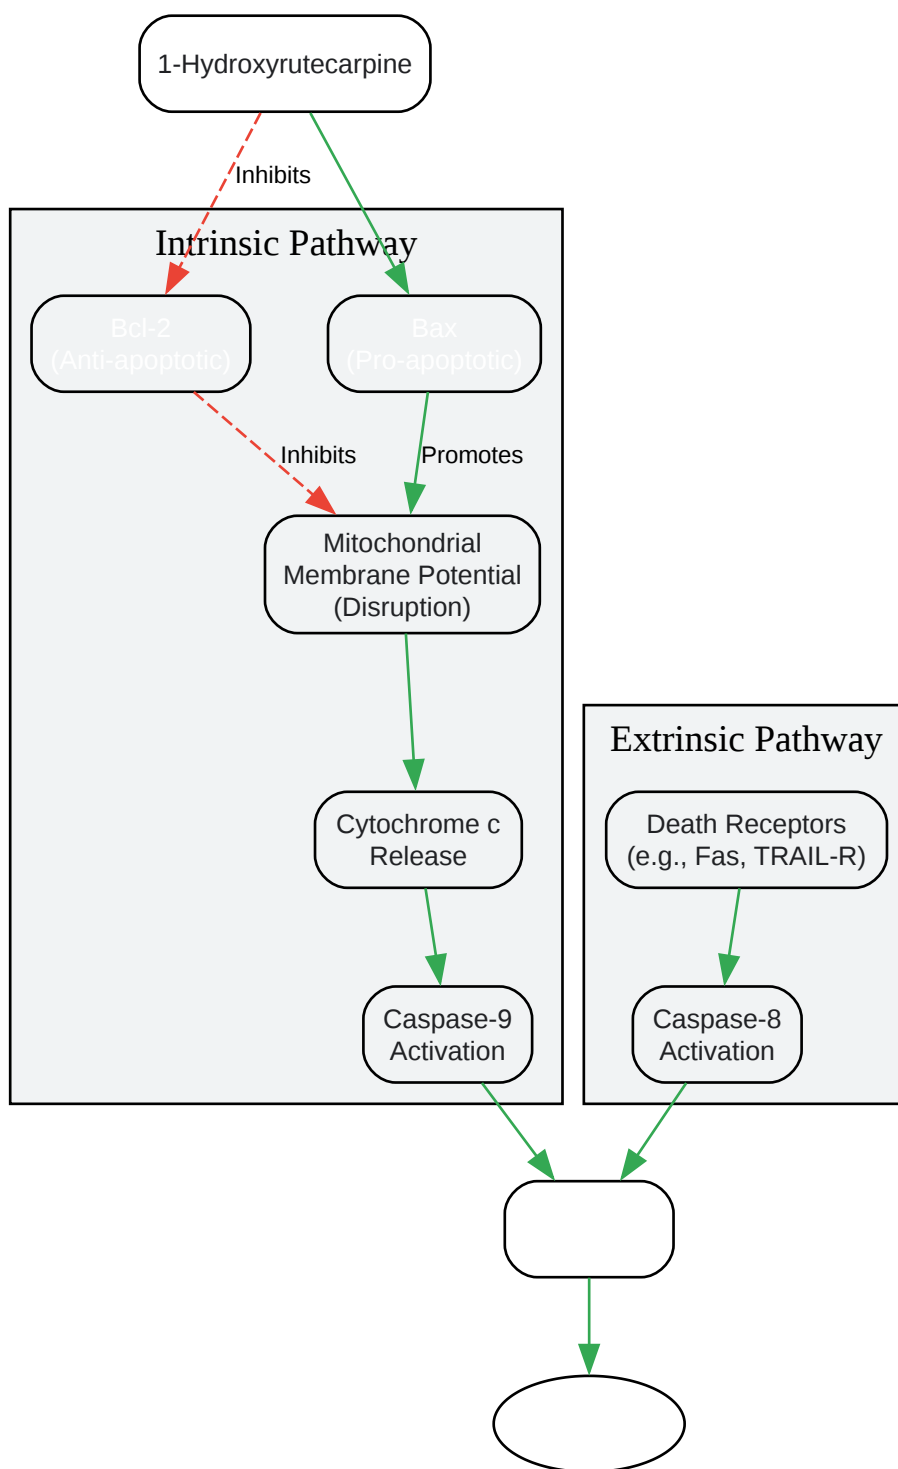 1-Hydroxyrutecarpine
Inhibits
Intrinsic Pathway
Bcl-2
(Anti-apoptotic)
Bax
(Pro-apoptotic)
Inhibits
Promotes
Mitochondrial
Membrane Potential
(Disruption)
Extrinsic Pathway
Cytochrome c
Release
Death Receptors
(e.g., Fas, TRAIL-R)
Caspase-9
Activation
Caspase-8
Activation